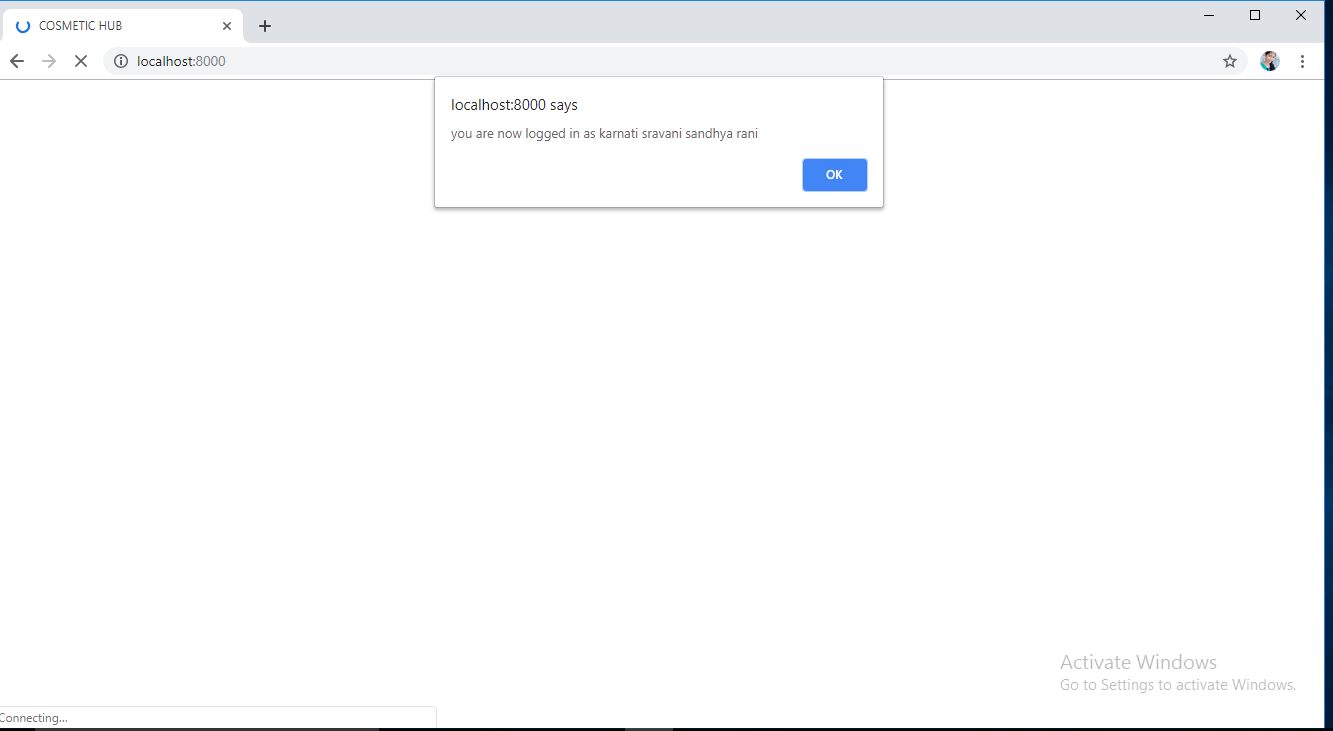 COSMETIC HUB
localhost:8000
localhost:8000 says
you are now logged in as karnati sravani sandhya rani
OK
Activate Windows
Go to Settings to activate Windows.
Connecting...